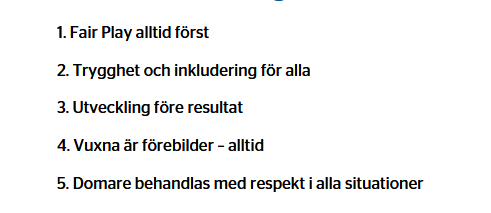 1. Fair Play alltid först
2. Trygghet och inkludering för alla
3. Utveckling före resultat
4. Vuxna är förebilder – alltid
5. Domare behandlas med respekt i alla situationer